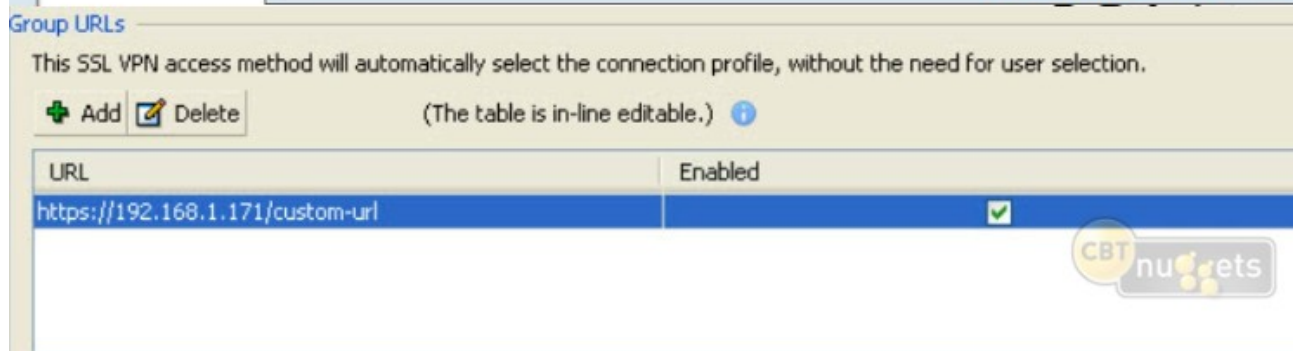 Group URLs
This SSL VPN access method will automatically select the connection profile, without the need for user selection.
Add Delete (The table is in-line editable.)
URL Enabled
https://192.168.1.171/custom-url
CBT nuggets